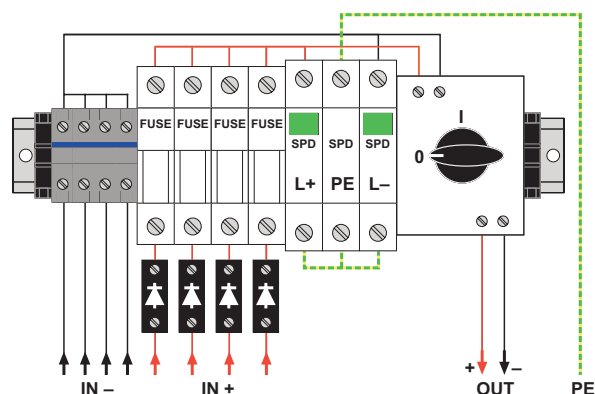 FUSE FUSE FUSE FUSE
SPD SPD SPD
L+ PE L–
I
0
+ –
IN – IN + OUT PE